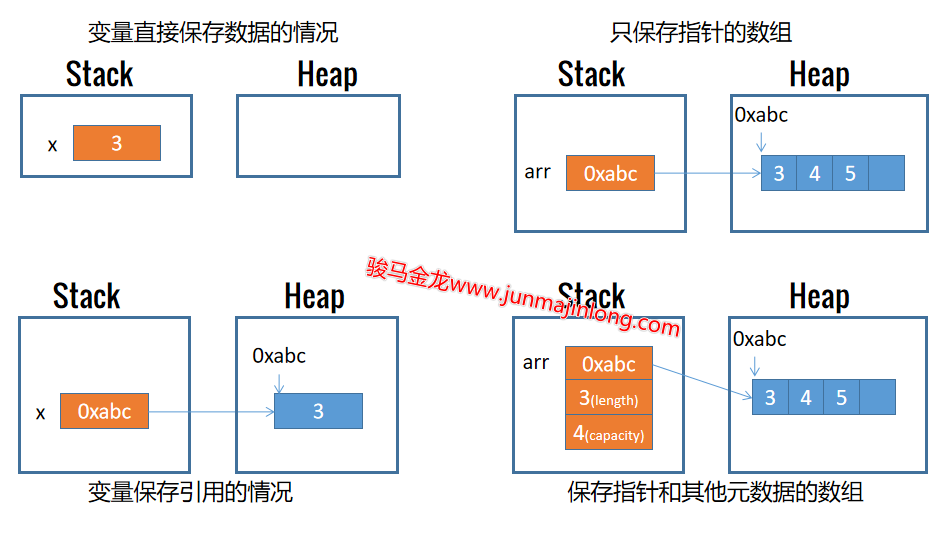 变量直接保存数据的情况
Stack
Heap
x
3
只保存指针的数组
Stack
Heap
0xabc
arr
0xabc
3 4 5
骏马金龙www.junmajinlong.com
Stack
Heap
0xabc
x
0xabc
3
变量保存引用的情况
Stack
Heap
0xabc
arr
0xabc
3(length)
4(capacity)
3 4 5
保存指针和其他元数据的数组